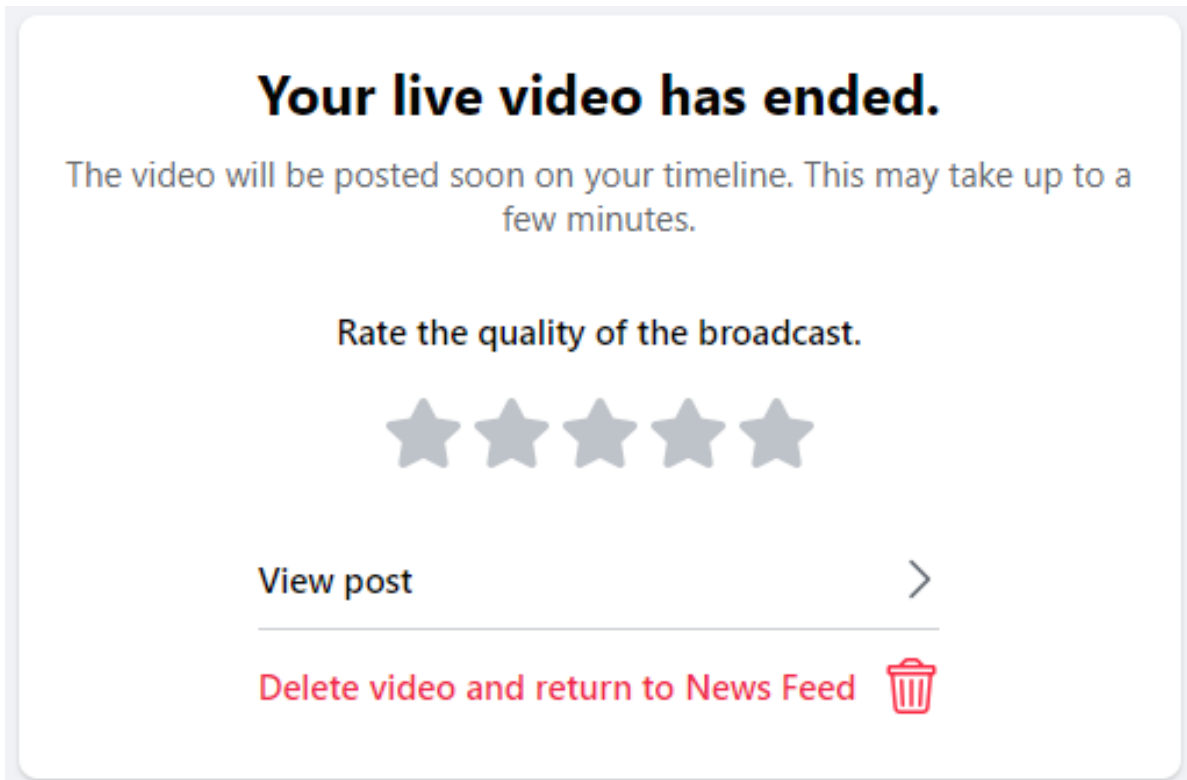 Your live video has ended.
The video will be posted soon on your timeline. This may take up to a
few minutes.
Rate the quality of the broadcast.
View post
Delete video and return to News Feed